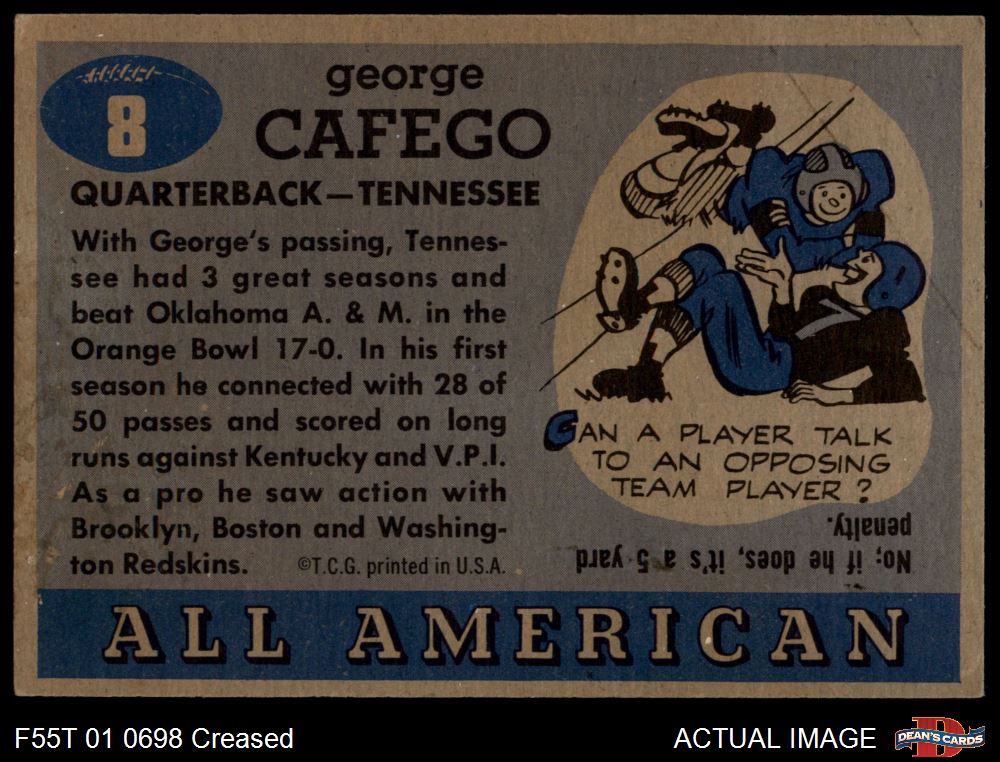 8
george
CAFEGO
QUARTERBACK—TENNESSEE
With George's passing, Tennes-
see had 3 great seasons and
beat Oklahoma A. & M. in the
Orange Bowl 17-0. In his first
season he connected with 28 of
50 passes and scored on long
runs against Kentucky and V.P.I.
As a pro he saw action with
Brooklyn, Boston and Washing-
ton Redskins.
©T.C.G. printed in U.S.A.
7
CAN A PLAYER TALK
TO AN OPPOSING
TEAM PLAYER?
No; if he does, it's a 5 yard
penalty.
ALL AMERICAN
F55T 01 0698 Creased
ACTUAL IMAGE
D
DEAN'S CARDS